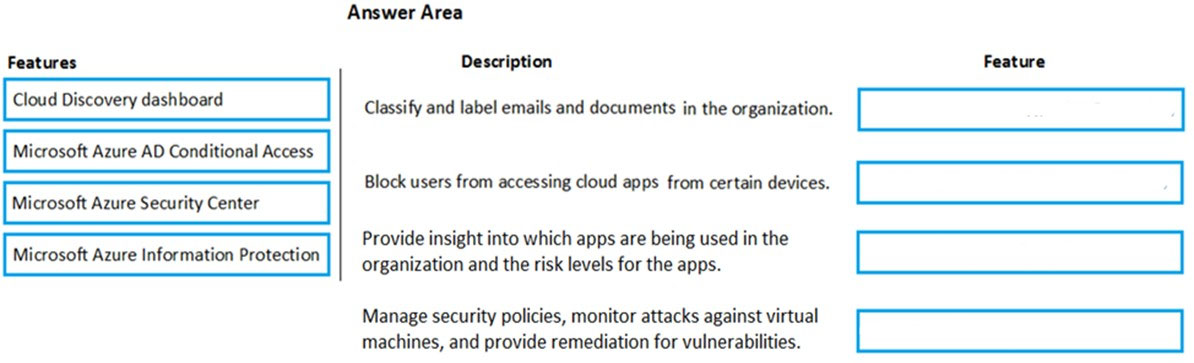 Answer Area
Features
Description
Feature
Cloud Discovery dashboard
Microsoft Azure AD Conditional Access
Microsoft Azure Security Center
Microsoft Azure Information Protection
Classify and label emails and documents in the organization.
Block users from accessing cloud apps from certain devices.
Provide insight into which apps are being used in the
organization and the risk levels for the apps.
Manage security policies, monitor attacks against virtual
machines, and provide remediation for vulnerabilities.